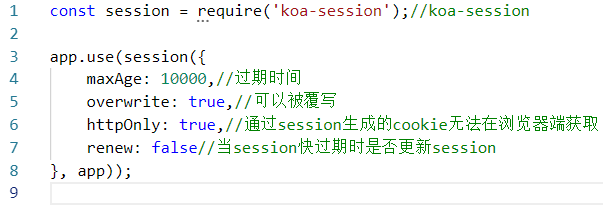 1 const session = require('koa-session');//koa-session
2
3 app.use(session({
4     maxAge: 10000,//过期时间
5     overwrite: true,//可以被覆写
6     httpOnly: true,//通过session生成的cookie无法在浏览器端获取
7     renew: false//当session快过期时是否更新session
8 }, app));
9